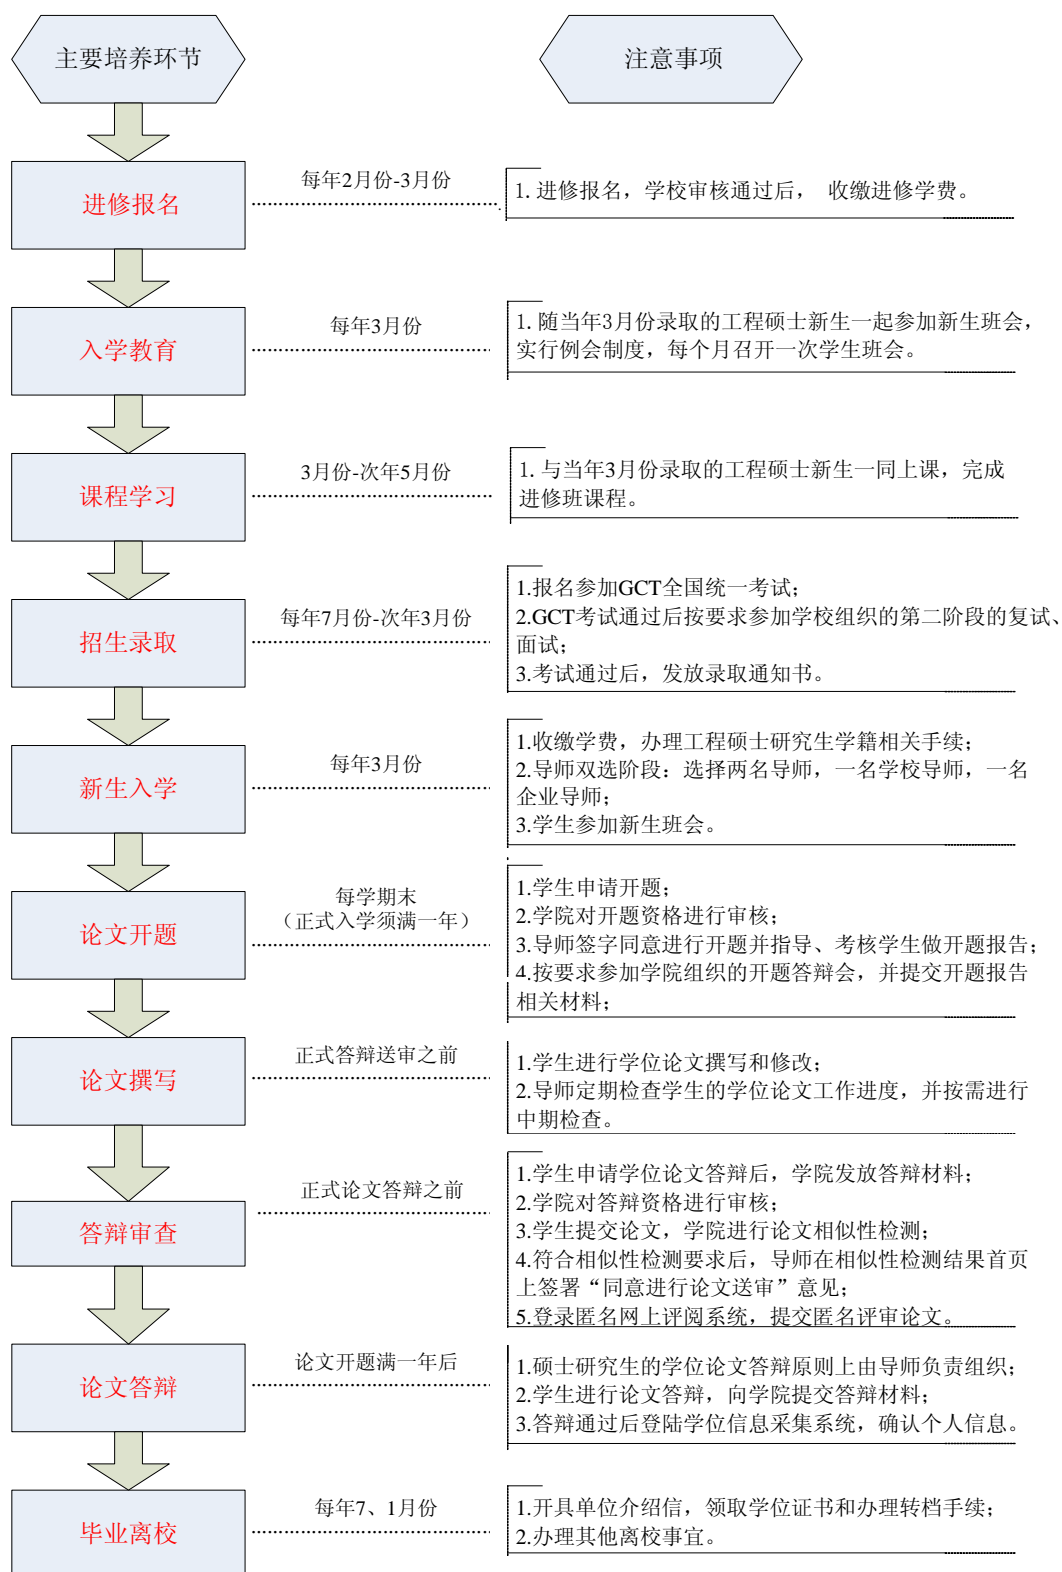 主要培养环节
注意事项
进修报名
每年2月份-3月份
1.进修报名，学校审核通过后， 收缴进修学费。
入学教育
每年3月份
1.随当年3月份录取的工程硕士新生一起参加新生班会，
实行例会制度，每个月召开一次学生班会。
课程学习
3月份-次年5月份
1.与当年3月份录取的工程硕士新生一同上课，完成
进修班课程。
招生录取
每年7月份-次年3月份
1.报名参加GCT全国统一考试；
2.GCT考试通过后按要求参加学校组织的第二阶段的复试、
面试；
3.考试通过后，发放录取通知书。
新生入学
每年3月份
1.收缴学费，办理工程硕士研究生学籍相关手续；
2.导师双选阶段：选择两名导师，一名学校导师，一名
企业导师；
3.学生参加新生班会。
论文开题
每学期末
（正式入学须满一年）
1.学生申请开题；
2.学院对开题资格进行审核；
3.导师签字同意进行开题并指导、考核学生做开题报告；
4.按要求参加学院组织的开题答辩会，并提交开题报告
相关材料；
论文撰写
正式答辩送审之前
1.学生进行学位论文撰写和修改；
2.导师定期检查学生的学位论文工作进度，并按需进行
中期检查。
答辩审查
正式论文答辩之前
1.学生申请学位论文答辩后，学院发放答辩材料；
2.学院对答辩资格进行审核；
3.学生提交论文，学院进行论文相似性检测；
4.符合相似性检测要求后，导师在相似性检测结果首页
上签署“同意进行论文送审”意见；
5.登录匿名网上评阅系统，提交匿名评审论文。
论文答辩
论文开题满一年后
1.硕士研究生的学位论文答辩原则上由导师负责组织；
2.学生进行论文答辩，向学院提交答辩材料；
3.答辩通过后登陆学位信息采集系统，确认个人信息。
毕业离校
每年7、1月份
1.开具单位介绍信，领取学位证书和办理转档手续；
2.办理其他离校事宜。